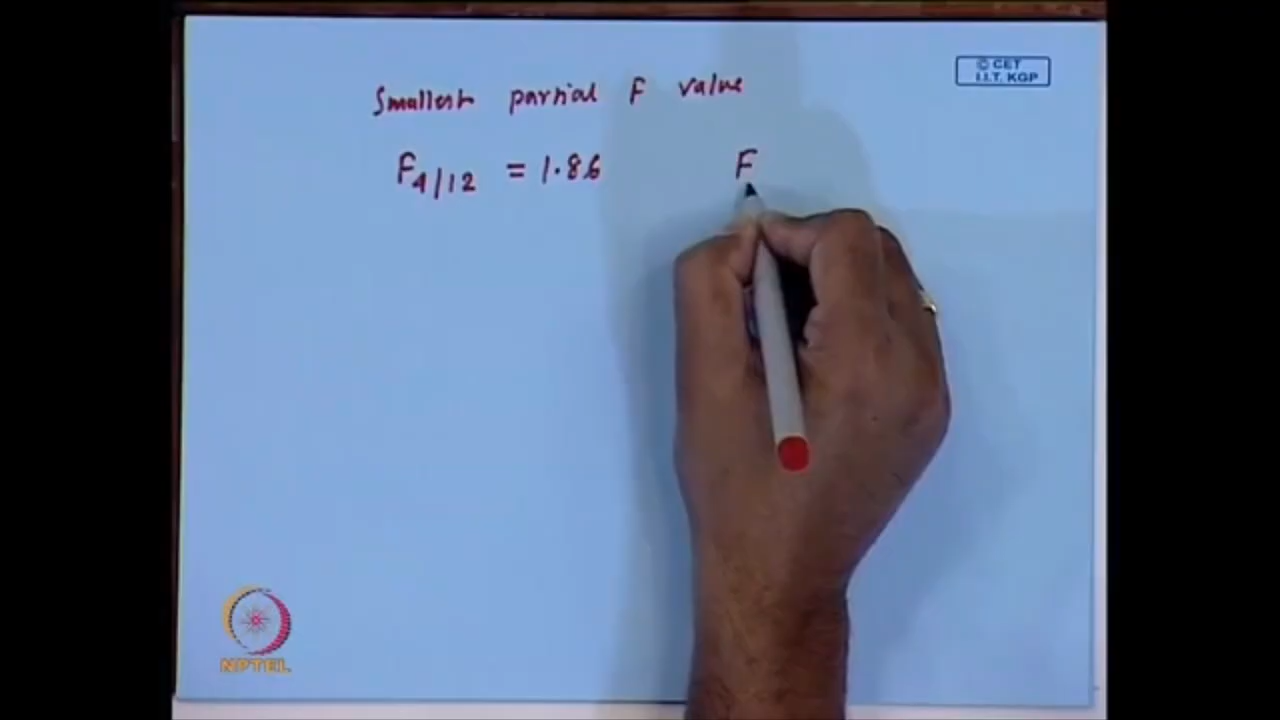 © CET
I.I.T. KGP
Smallest partial F value
F4/12 = 1.86 F
NPTEL